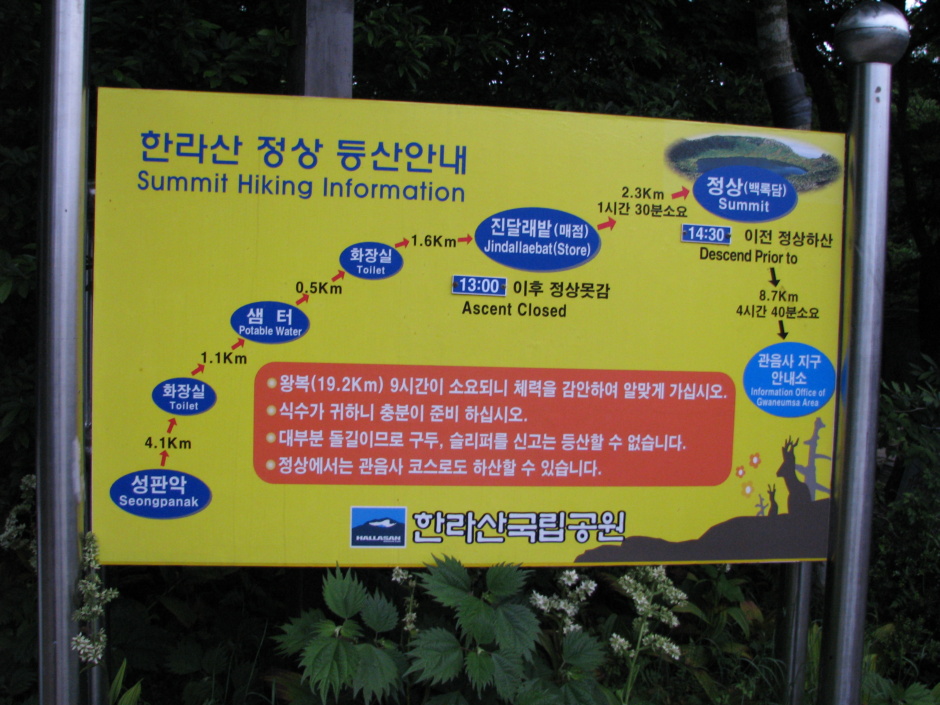 한라산 정상 등산안내
Summit Hiking Information
정상(백록담)
Summit
2.3Km
1시간 30분소요
14:30 이전 정상하산
Descend Prior to
진달래밭(매점)
Jindallaebat(Store)
1.6Km
화장실
Toilet
13:00 이후 정상못감
Ascent Closed
0.5Km
8.7Km
4시간 40분소요
샘 터
Potable Water
1.1Km
관음사 지구
안내소
Information Office of
Gwaneumsa Area
화장실
Toilet
왕복(19.2Km) 9시간이 소요되니 체력을 감안하여 알맞게 가십시오.
식수가 귀하니 충분이 준비 하십시오.
대부분 돌길이므로 구두, 슬리퍼를 신고는 등산할 수 없습니다.
정상에서는 관음사 코스로도 하산할 수 있습니다.
4.1Km
성판악
Seongpanak
HALLASAN
한라산국립공원